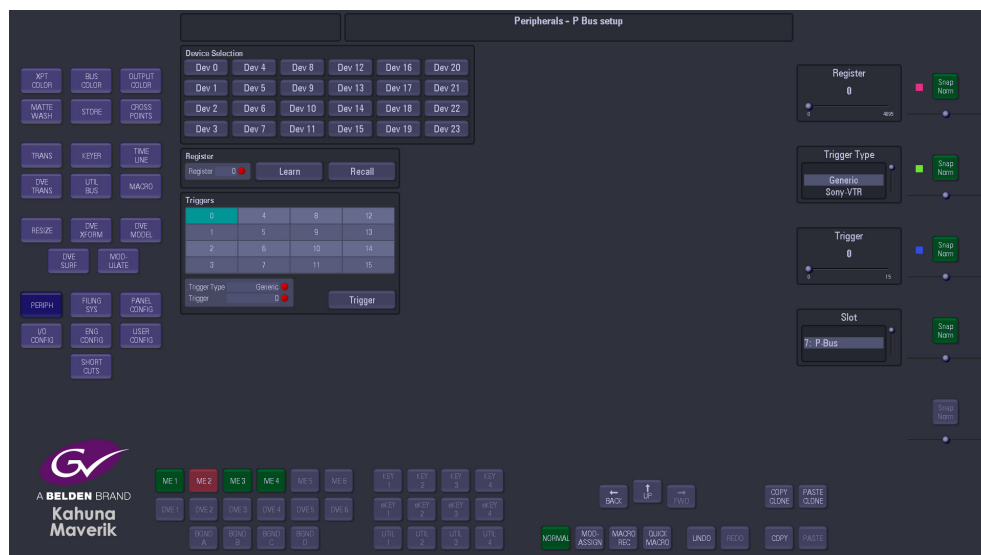 Peripherals - P Bus setup
Device Selection
Dev 0 Dev 4 Dev 8 Dev 12 Dev 16 Dev 20
Dev 1 Dev 5 Dev 9 Dev 13 Dev 17 Dev 21
Dev 2 Dev 6 Dev 10 Dev 14 Dev 18 Dev 22
Dev 3 Dev 7 Dev 11 Dev 15 Dev 19 Dev 23
Register
Register 0 Learn Recall
Triggers
0 4 8 12
1 5 9 13
2 6 10 14
3 7 11 15
Trigger Type Generic
Trigger 0
Trigger
XPT COLOR BUS COLOR OUTPUT COLOR
MATTE WASH STORE CROSS POINTS
TRANS KEYER TIME LINE
DVE TRANS UTIL BUS MACRO
RESIZE DVE XFORM DVE MODEL
DVE SURF MOD- ULATE
PERIPH FILING SYS PANEL CONFIG
I/O CONFIG ENG CONFIG USER CONFIG
SHORT CUTS
Register
0
0 4095
Snap Norm
Trigger Type
Generic
Sony-VTR
Snap Norm
Trigger
0
0 15
Snap Norm
Slot
7: P-Bus
Snap Norm
Snap Norm
GV
A BELDEN BRAND
Kahuna
Maverik
ME 1 ME 2 ME 3 ME 4 ME 5 ME 6
DVE 1 DVE 2 DVE 3 DVE 4 DVE 5 DVE 6
BGND A BGND B BGND C BGND D
KEY 1 KEY 2 KEY 3 KEY 4
eKEY 1 eKEY 2 eKEY 3 eKEY 4
UTIL 1 UTIL 2 UTIL 3 UTIL 4
BACK UP FWD
COPY CLONE PASTE CLONE
NORMAL MOD- ASSIGN MACRO REC QUICK MACRO UNDO REDO COPY PASTE